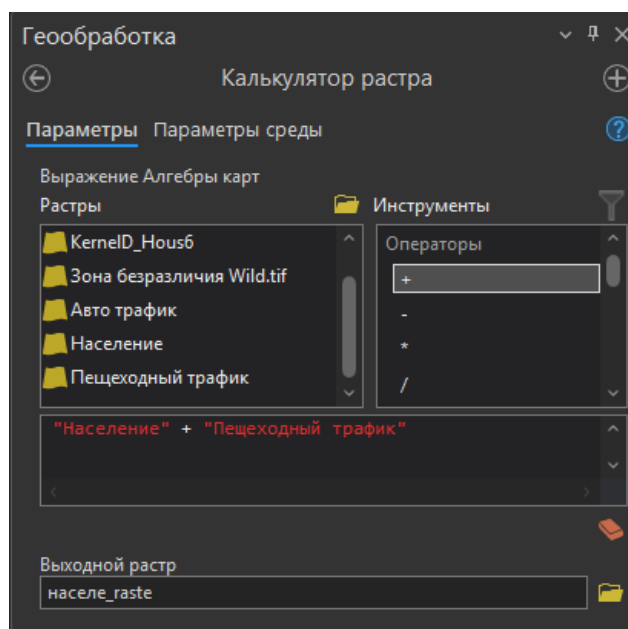 Геообработка
Калькулятор растра
Параметры Параметры среды
Выражение Алгебры карт
Растры
Инструменты
KernelD_Hous6
Зона безразличия Wild.tif
Авто трафик
Население
Пещеходный трафик
Операторы
+
-
*
/
"Население" + "Пещеходный трафик"
Выходной растр
населе_raste